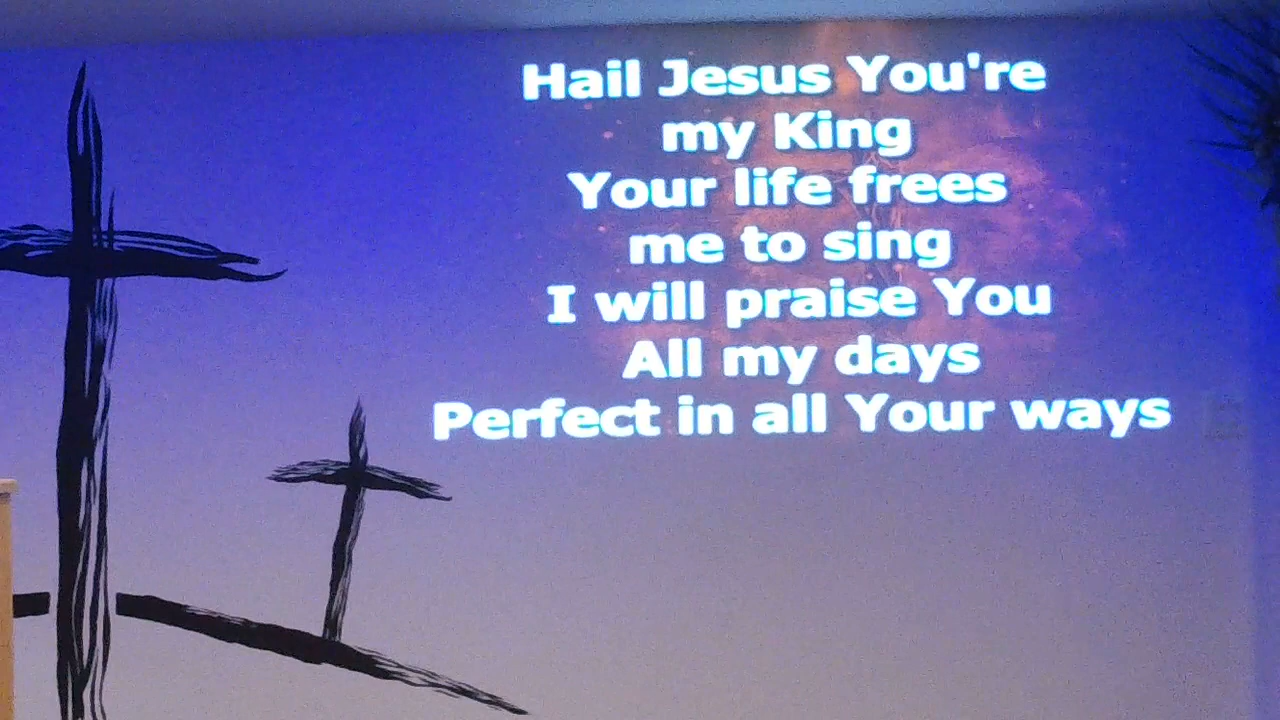 Hail Jesus You're
my King
Your life frees
me to sing
I will praise You
All my days
Perfect in all Your ways